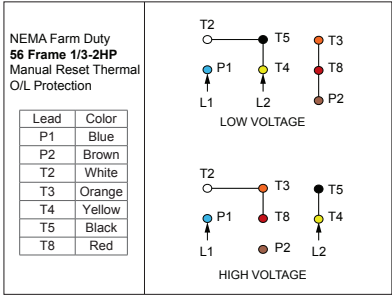 NEMA Farm Duty
56 Frame 1/3-2HP
Manual Reset Thermal
O/L Protection
Lead Color
P1 Blue
P2 Brown
T2 White
T3 Orange
T4 Yellow
T5 Black
T8 Red
T2
T5 T3
P1 T4 T8
P2
L1 L2
LOW VOLTAGE
T2
T3 T5
P1 T8 T4
P2
L1 L2
HIGH VOLTAGE